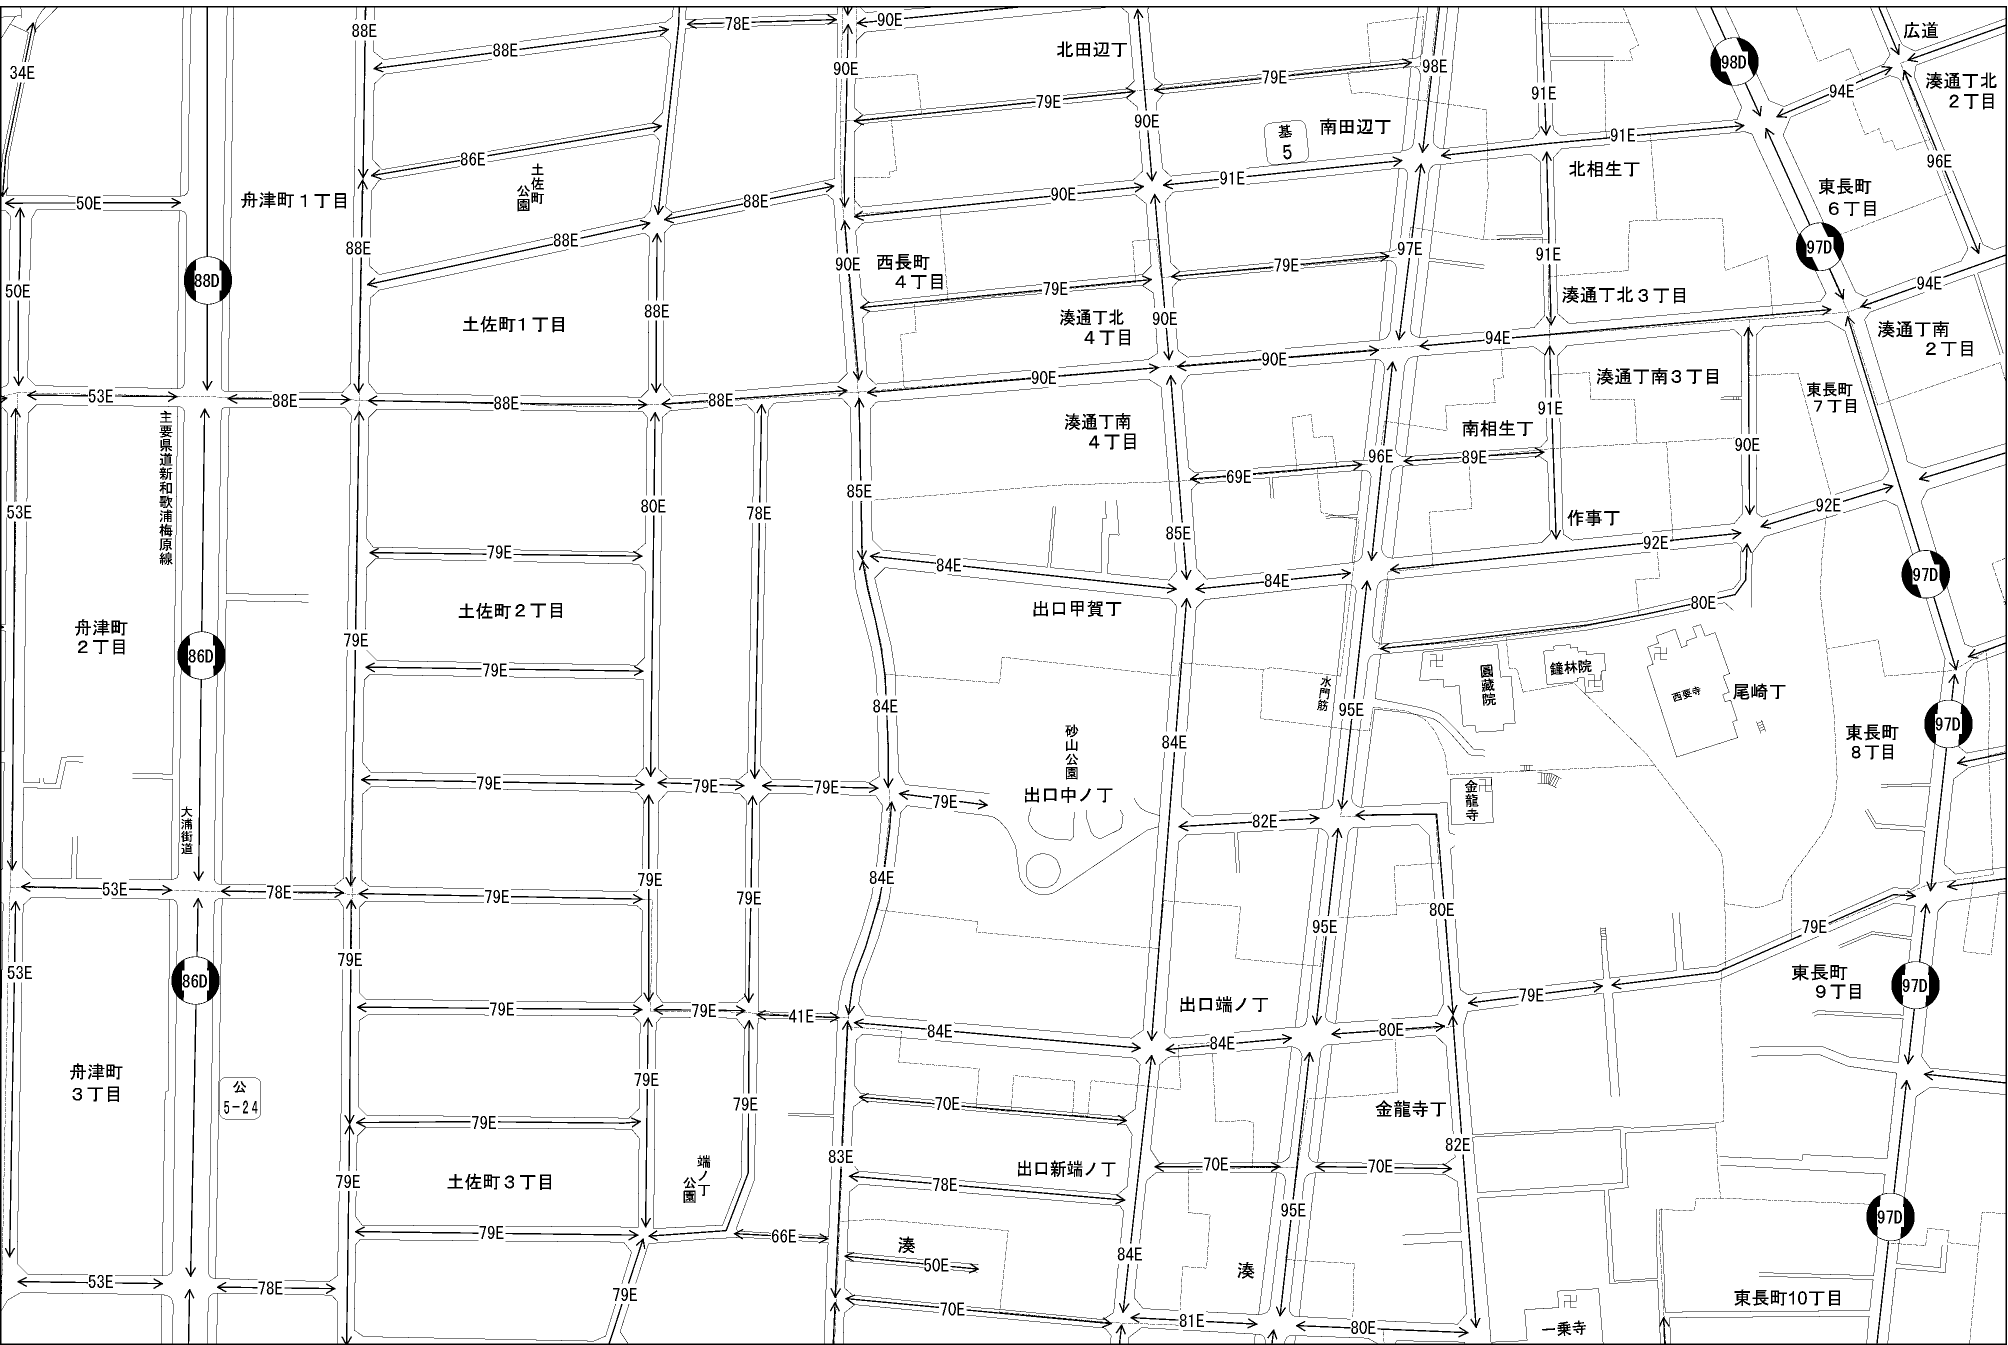 88E
78E
90E
広道
34E
88E
北田辺丁
90E
98E
98D
79E
湊通丁北
2丁目
94E
91E
79E
90E
南田辺丁
基
5
91E
86E
96E
土佐町
公園
北相生丁
東長町
6丁目
91E
90E
88E
舟津町1丁目
50E
88E
88E
97E
97D
91E
西長町
4丁目
90E
79E
88D
79E
94E
50E
湊通丁北3丁目
88E
土佐町1丁目
湊通丁北
4丁目
90E
湊通丁南
2丁目
94E
90E
90E
湊通丁南3丁目
53E
88E
88E
88E
東長町
7丁目
91E
主要県道新和歌浦梅原線
湊通丁南
4丁目
南相生丁
90E
96E
89E
69E
85E
80E
78E
53E
92E
作事丁
85E
92E
79E
84E
84E
97D
80E
土佐町2丁目
出口甲賀丁
舟津町
2丁目
79E
86D
79E
圓蔵院
鐘林院
西要寺
尾崎丁
水門筋
84E
95E
97D
東長町
8丁目
84E
砂山公園
79E
79E
79E
79E
出口中ノ丁
金龍寺
大浦街道
82E
84E
79E
53E
78E
79E
79E
80E
95E
79E
79E
53E
86D
東長町
9丁目
97D
79E
出口端ノ丁
79E
79E
41E
84E
80E
84E
舟津町
3丁目
79E
公
5-24
79E
70E
金龍寺丁
79E
82E
83E
端ノ丁
公園
出口新端ノ丁
70E
70E
79E
土佐町3丁目
78E
95E
97D
79E
66E
湊
84E
50E
湊
53E
78E
79E
東長町10丁目
70E
81E
80E
一乗寺